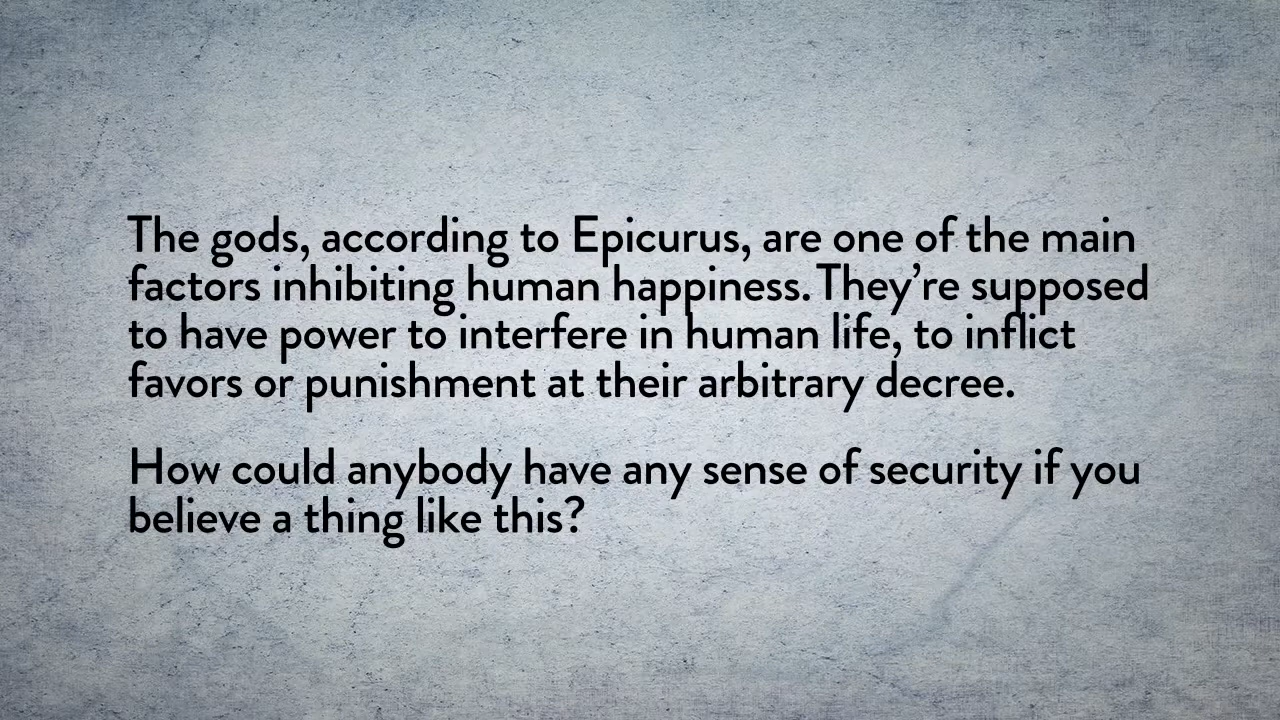 The gods, according to Epicurus, are one of the main
factors inhibiting human happiness. They’re supposed
to have power to interfere in human life, to inflict
favors or punishment at their arbitrary decree.
How could anybody have any sense of security if you
believe a thing like this?